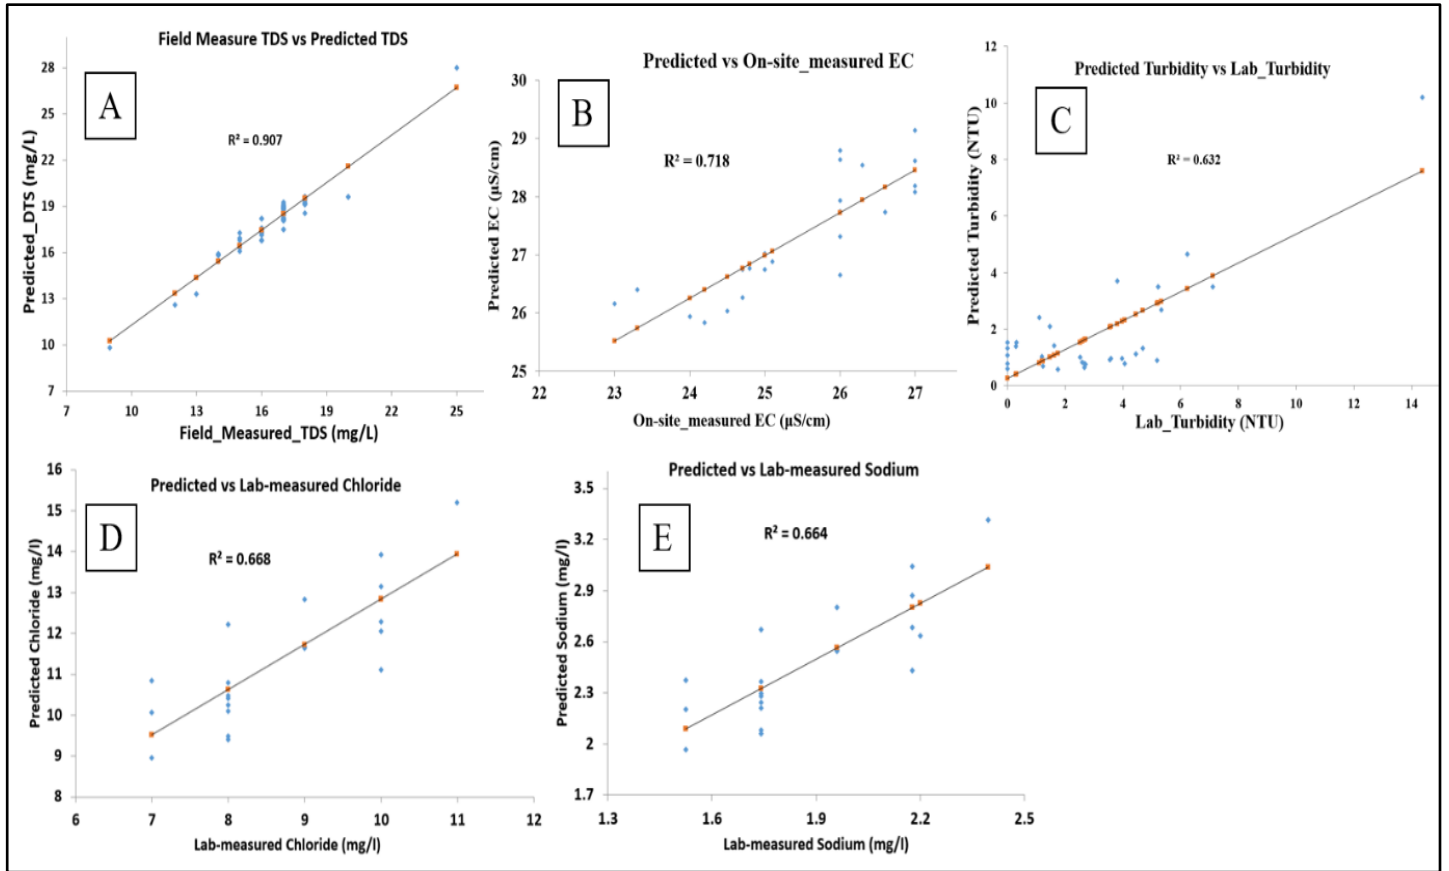 Field Measure TDS vs Predicted TDS
A
R² = 0.907
28
25
22
19
16
13
10
7
7 10 13 16 19 22 25
Predicted_DTS (mg/L)
Field_Measured_TDS (mg/L)
Predicted vs On-site_measured EC
B
R² = 0.718
30
29
28
27
26
25
22 23 24 25 26 27
Predicted EC (µS/cm)
On-site_measured EC (µS/cm)
Predicted Turbidity vs Lab_Turbidity
C
R² = 0.632
12
10
8
6
4
2
0
0 2 4 6 8 10 12 14
Predicted Turbidity (NTU)
Lab_Turbidity (NTU)
Predicted vs Lab-measured Chloride
D
R² = 0.668
16
15
14
13
12
11
10
9
8
6 7 8 9 10 11 12
Predicted Chloride (mg/l)
Lab-measured Chloride (mg/l)
Predicted vs Lab-measured Sodium
E
R² = 0.664
3.5
3.2
2.9
2.6
2.3
2
1.7
1.3 1.6 1.9 2.2 2.5
Predicted Sodium (mg/l)
Lab-measured Sodium (mg/l)